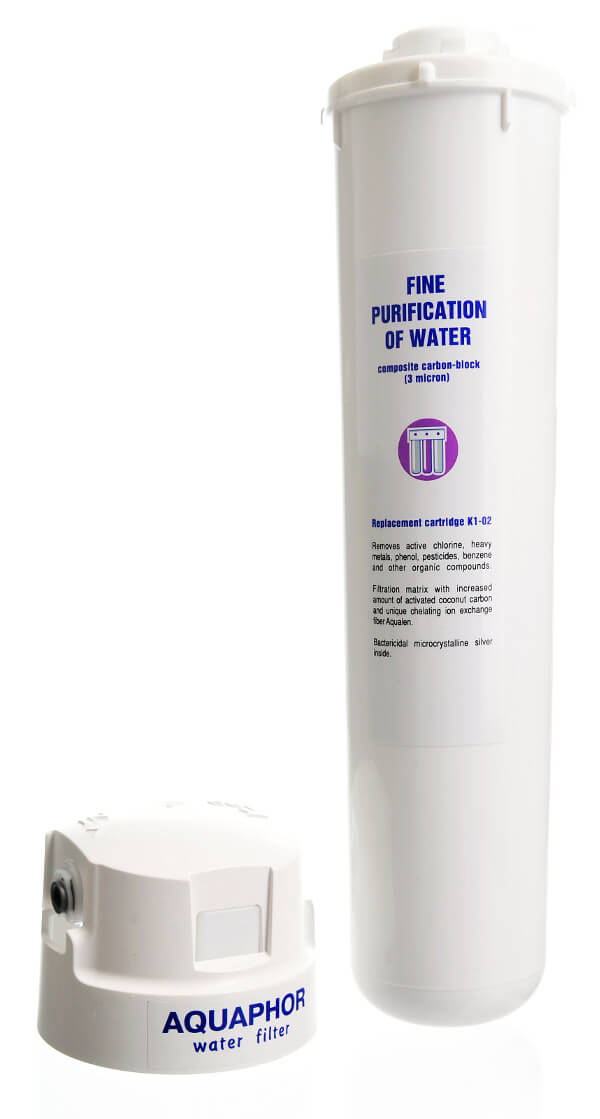 FINE
PURIFICATION
OF WATER
composite carbon-block
(3 micron)
Replacement cartridge K1-02
Removes active chlorine, heavy
metals, phenol, pesticides, benzene
and other organic compounds.
Filtration matrix with increased
amount of activated coconut carbon
and unique chelating ion exchange
fiber Aqualen.
Bactericidal microcrystalline silver
inside.
AQUAPHOR
water filter